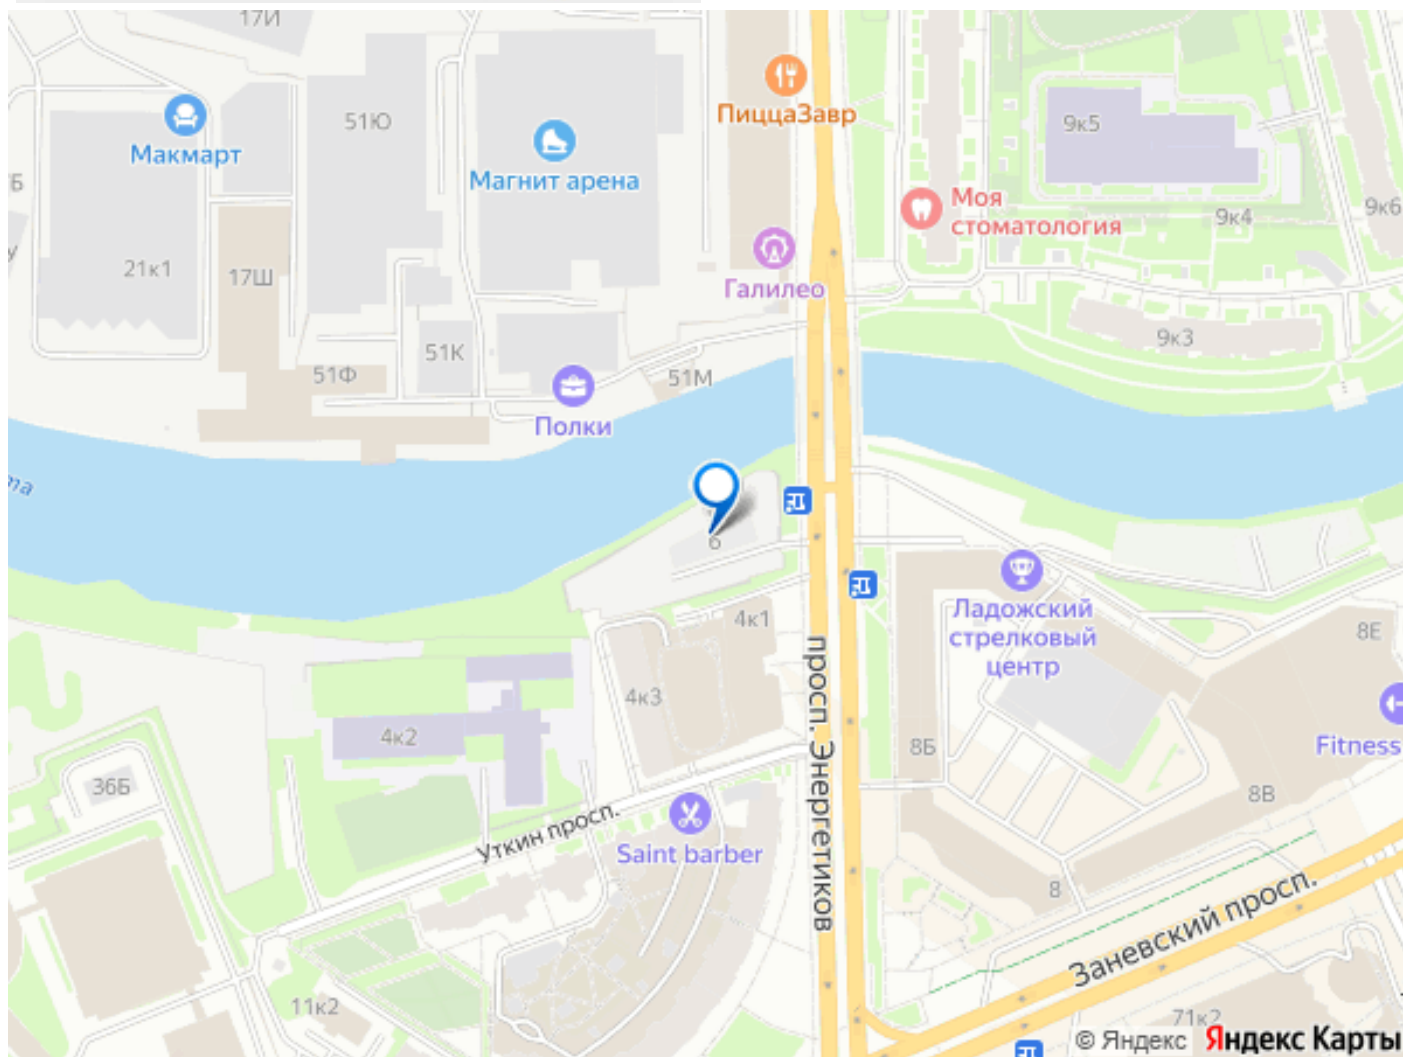 17И
ПиццаЗавр
51Ю
9к5
Макмарт
Магнит арена
Моя
стоматология
9к4
9к6
21к1
17Ш
Галилео
51К
9к3
51Ф
51М
Полки
та
6
Ладожский
стрелковый
центр
4к1
8Е
4к3
4к2
просп. Энергетиков
8Б
Fitness
36Б
8В
Уткин просп.
Saint barber
8
Заневский просп.
11к2
71к2
© Яндекс Яндекс Карты